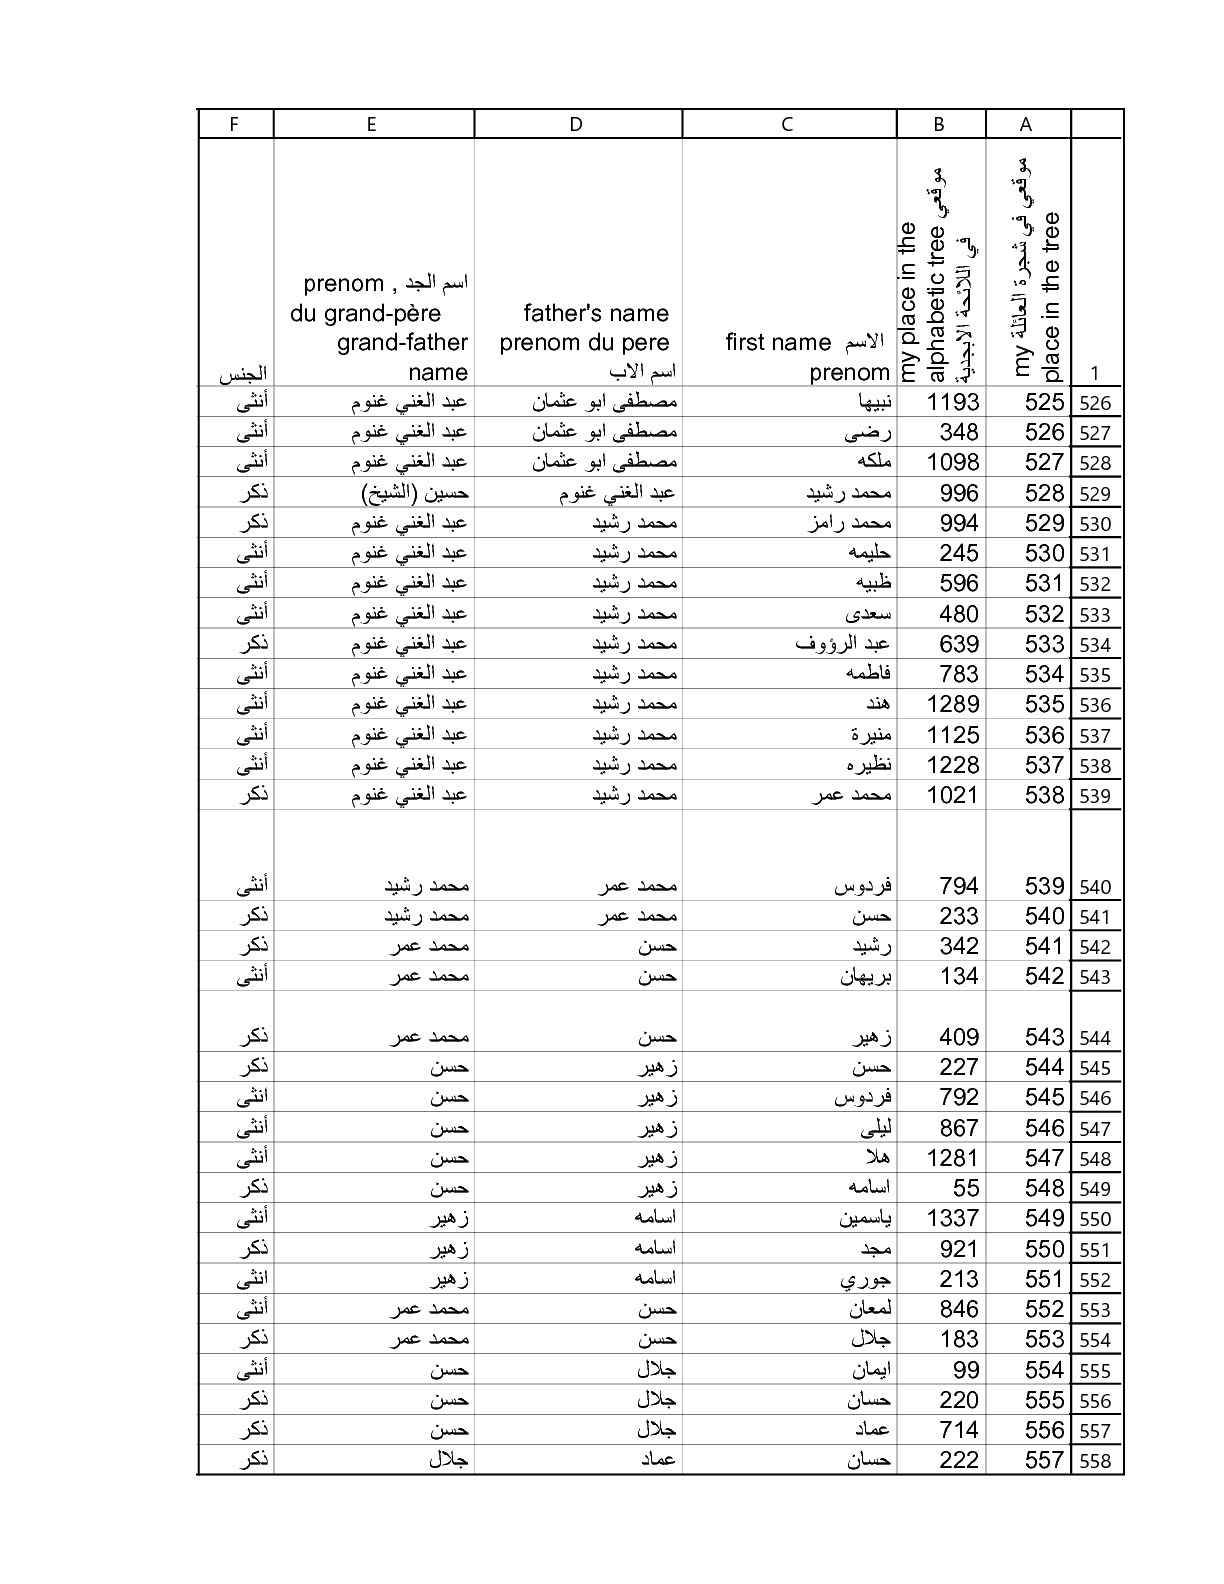 F E D C B A
موقعي في شجرة العائلة my
place in the tree
my place in the
alphabetic tree موقعي
في اللائحة الابجدية
first name الاسم
prenom
father's name
prenom du pere
اسم الاب
prenom , اسم الجد
du grand-père
grand-father
name
الجنس
1
526 525 1193 نبيها مصطفى ابو عثمان عبد الغني غنوم أنثى
527 526 348 رضى مصطفى ابو عثمان عبد الغني غنوم أنثى
528 527 1098 ملكه مصطفى ابو عثمان عبد الغني غنوم أنثى
529 528 996 محمد رشيد عبد الغني غنوم حسين (الشيخ) ذكر
530 529 994 محمد رامز محمد رشيد عبد الغني غنوم ذكر
531 530 245 حليمه محمد رشيد عبد الغني غنوم أنثى
532 531 596 ظبيه محمد رشيد عبد الغني غنوم أنثى
533 532 480 سعدى محمد رشيد عبد الغني غنوم أنثى
534 533 639 عبد الرؤوف محمد رشيد عبد الغني غنوم ذكر
535 534 783 فاطمه محمد رشيد عبد الغني غنوم أنثى
536 535 1289 هند محمد رشيد عبد الغني غنوم أنثى
537 536 1125 منيرة محمد رشيد عبد الغني غنوم أنثى
538 537 1228 نظيره محمد رشيد عبد الغني غنوم أنثى
539 538 1021 محمد عمر محمد رشيد عبد الغني غنوم ذكر
540 539 794 فردوس محمد عمر محمد رشيد أنثى
541 540 233 حسن محمد عمر محمد رشيد ذكر
542 541 342 رشيد حسن محمد عمر ذكر
543 542 134 بريهان حسن محمد عمر أنثى
544 543 409 زهير حسن محمد عمر ذكر
545 544 227 حسن زهير حسن ذكر
546 545 792 فردوس زهير حسن انثى
547 546 867 ليلى زهير حسن أنثى
548 547 1281 هلا زهير حسن أنثى
549 548 55 اسامه زهير حسن ذكر
550 549 1337 ياسمين اسامه زهير أنثى
551 550 921 مجد اسامه زهير ذكر
552 551 213 جوري اسامه زهير انثى
553 552 846 لمعان حسن محمد عمر أنثى
554 553 183 جلال حسن محمد عمر ذكر
555 554 99 ايمان جلال حسن أنثى
556 555 220 حسان جلال حسن ذكر
557 556 714 عماد جلال حسن ذكر
558 557 222 حسان عماد جلال ذكر